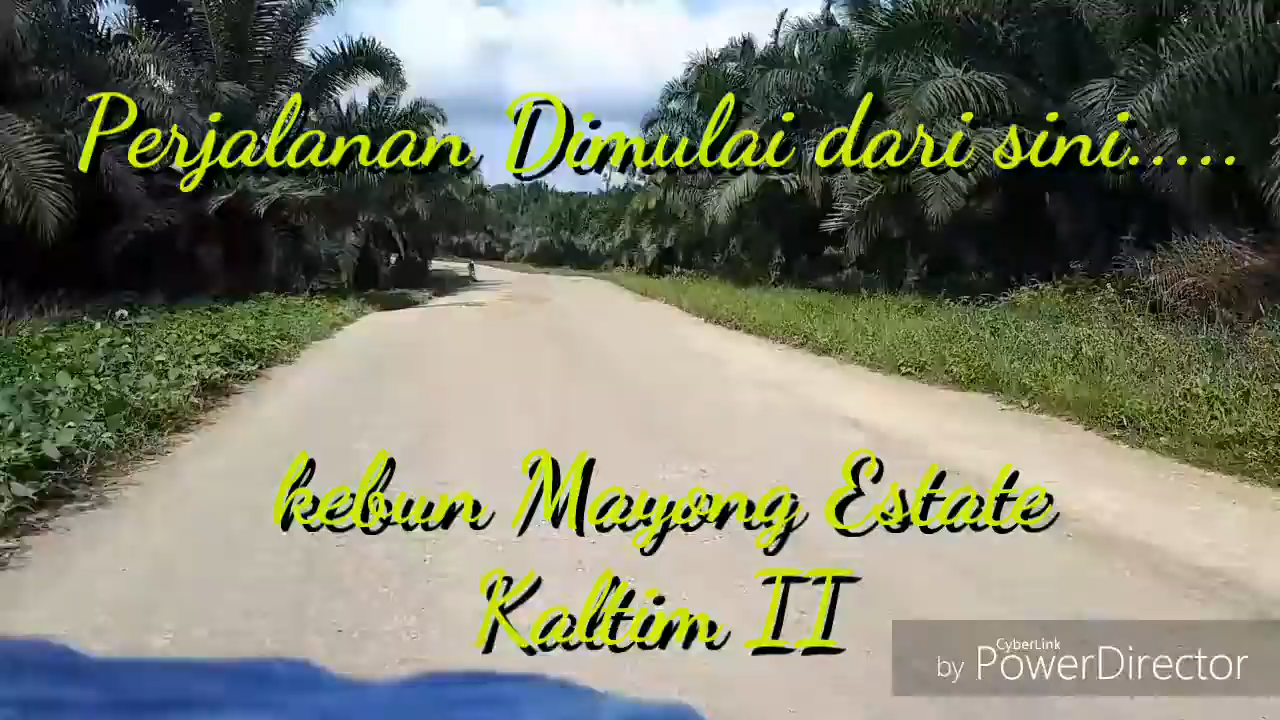 Perjalanan Dimulai dari sini.....
kebun Mayong Estate
Kaltim II
CyberLink
by PowerDirector